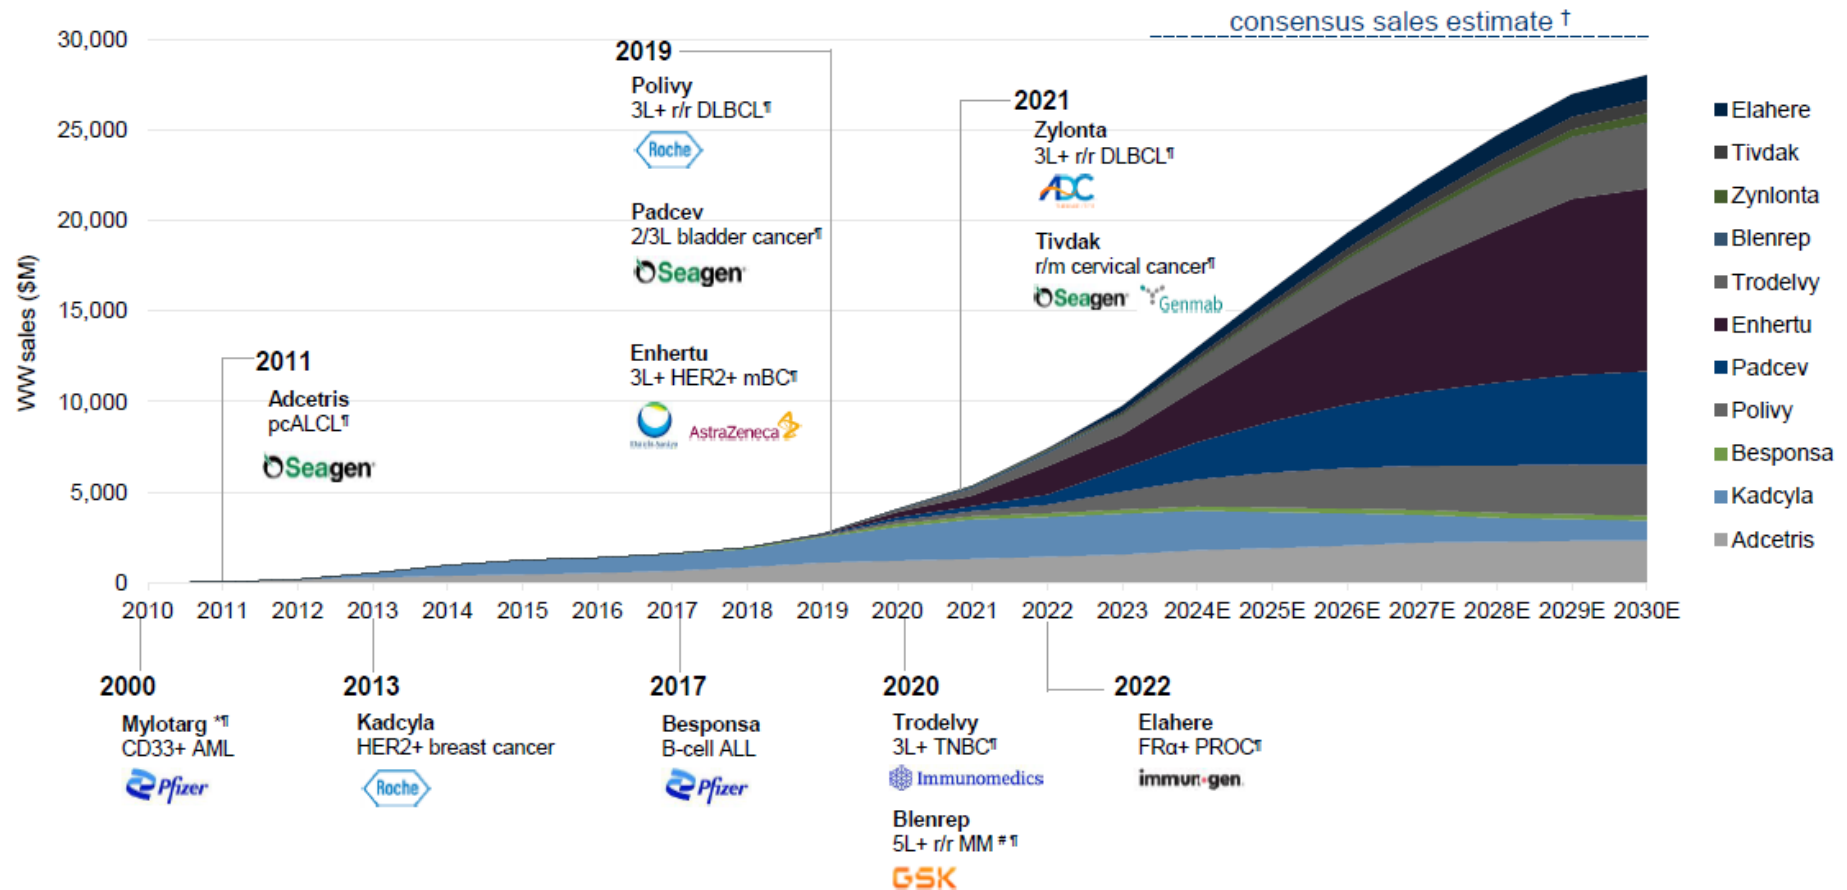 consensus sales estimate †
WW sales ($M)
30,000
25,000
20,000
15,000
10,000
5,000
0
2010 2011 2012 2013 2014 2015 2016 2017 2018 2019 2020 2021 2022 2023 2024E 2025E 2026E 2027E 2028E 2029E 2030E
2011
Adcetris
pcALCL¶
Seagen
2019
Polivy
3L+ r/r DLBCL¶
Roche
Padcev
2/3L bladder cancer¶
Seagen
Enhertu
3L+ HER2+ mBC¶
AstraZeneca
2021
Zylonta
3L+ r/r DLBCL¶
ADC
Tivdak
r/m cervical cancer¶
Seagen Genmab
Elahere
Tivdak
Zynlonta
Blenrep
Trodelvy
Enhertu
Padcev
Polivy
Besponsa
Kadcyla
Adcetris
2000
Mylotarg *¶
CD33+ AML
Pfizer
2013
Kadcyla
HER2+ breast cancer
Roche
2017
Besponsa
B-cell ALL
Pfizer
2020
Trodelvy
3L+ TNBC¶
Immunomedics
Blenrep
5L+ r/r MM # ¶
GSK
2022
Elahere
FRα+ PROC¶
immun•gen.